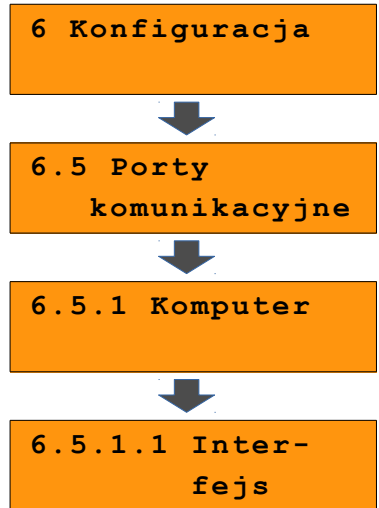 6 Konfiguracja
6.5 Porty
komunikacyjne
6.5.1 Komputer
6.5.1.1 Inter-
fejs